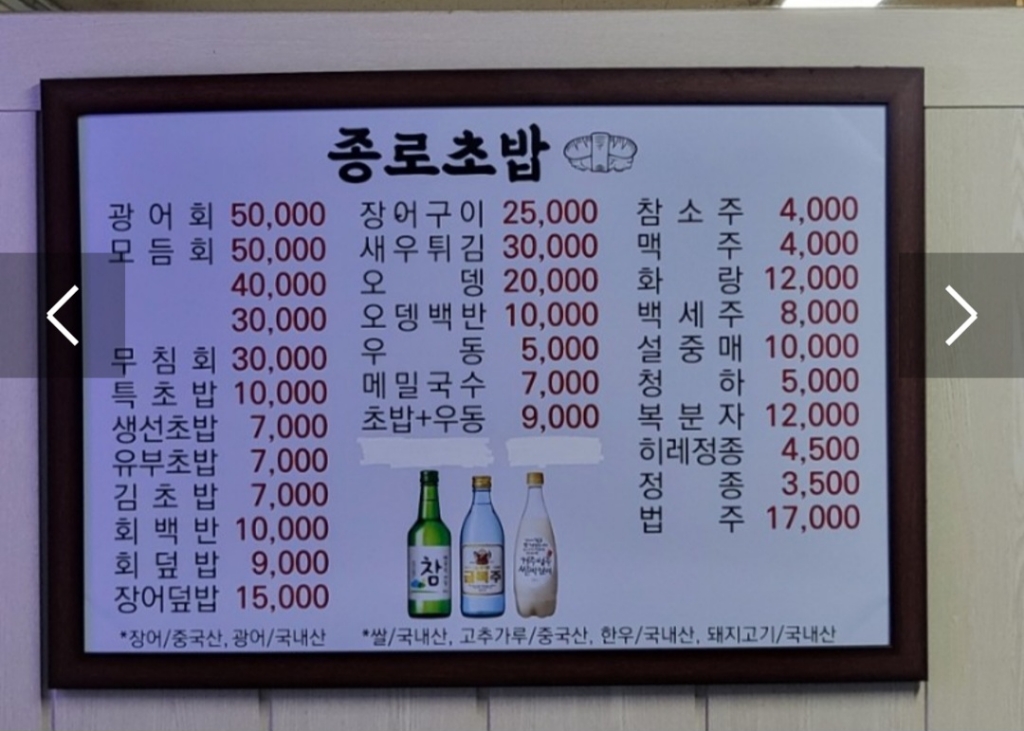 종로초밥
광어회 50,000
모듬회 50,000
40,000
30,000
무침회 30,000
특초밥 10,000
생선초밥 7,000
유부초밥 7,000
김초밥 7,000
회백반 10,000
회덮밥 9,000
장어덮밥 15,000
장어구이 25,000
새우튀김 30,000
오뎅 20,000
오뎅백반 10,000
우동 5,000
메밀국수 7,000
초밥+우동 9,000
참소주 4,000
맥주 4,000
화랑 12,000
백세주 8,000
설중매 10,000
청하 5,000
복분자 12,000
히레정종 4,500
정종 3,500
법주 17,000
참
금복주
*장어/중국산, 광어/국내산
*쌀/국내산, 고추가루/중국산, 한우/국내산, 돼지고기/국내산